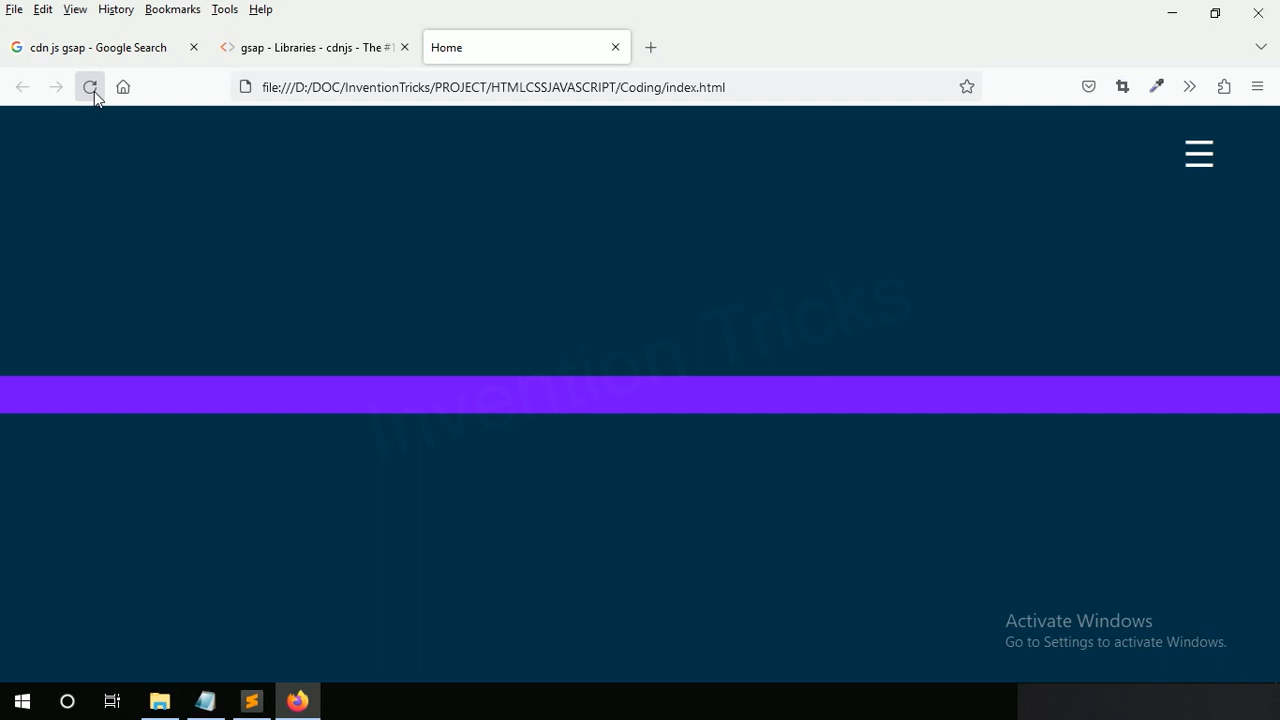 File Edit View History Bookmarks Tools Help
cdn js gsap - Google Search
gsap - Libraries - cdnjs - The #1
Home
file:///D:/DOC/InventionTricks/PROJECT/HTMLCSSJAVASCRIPT/Coding/index.html
Invention Tricks
Activate Windows
Go to Settings to activate Windows.